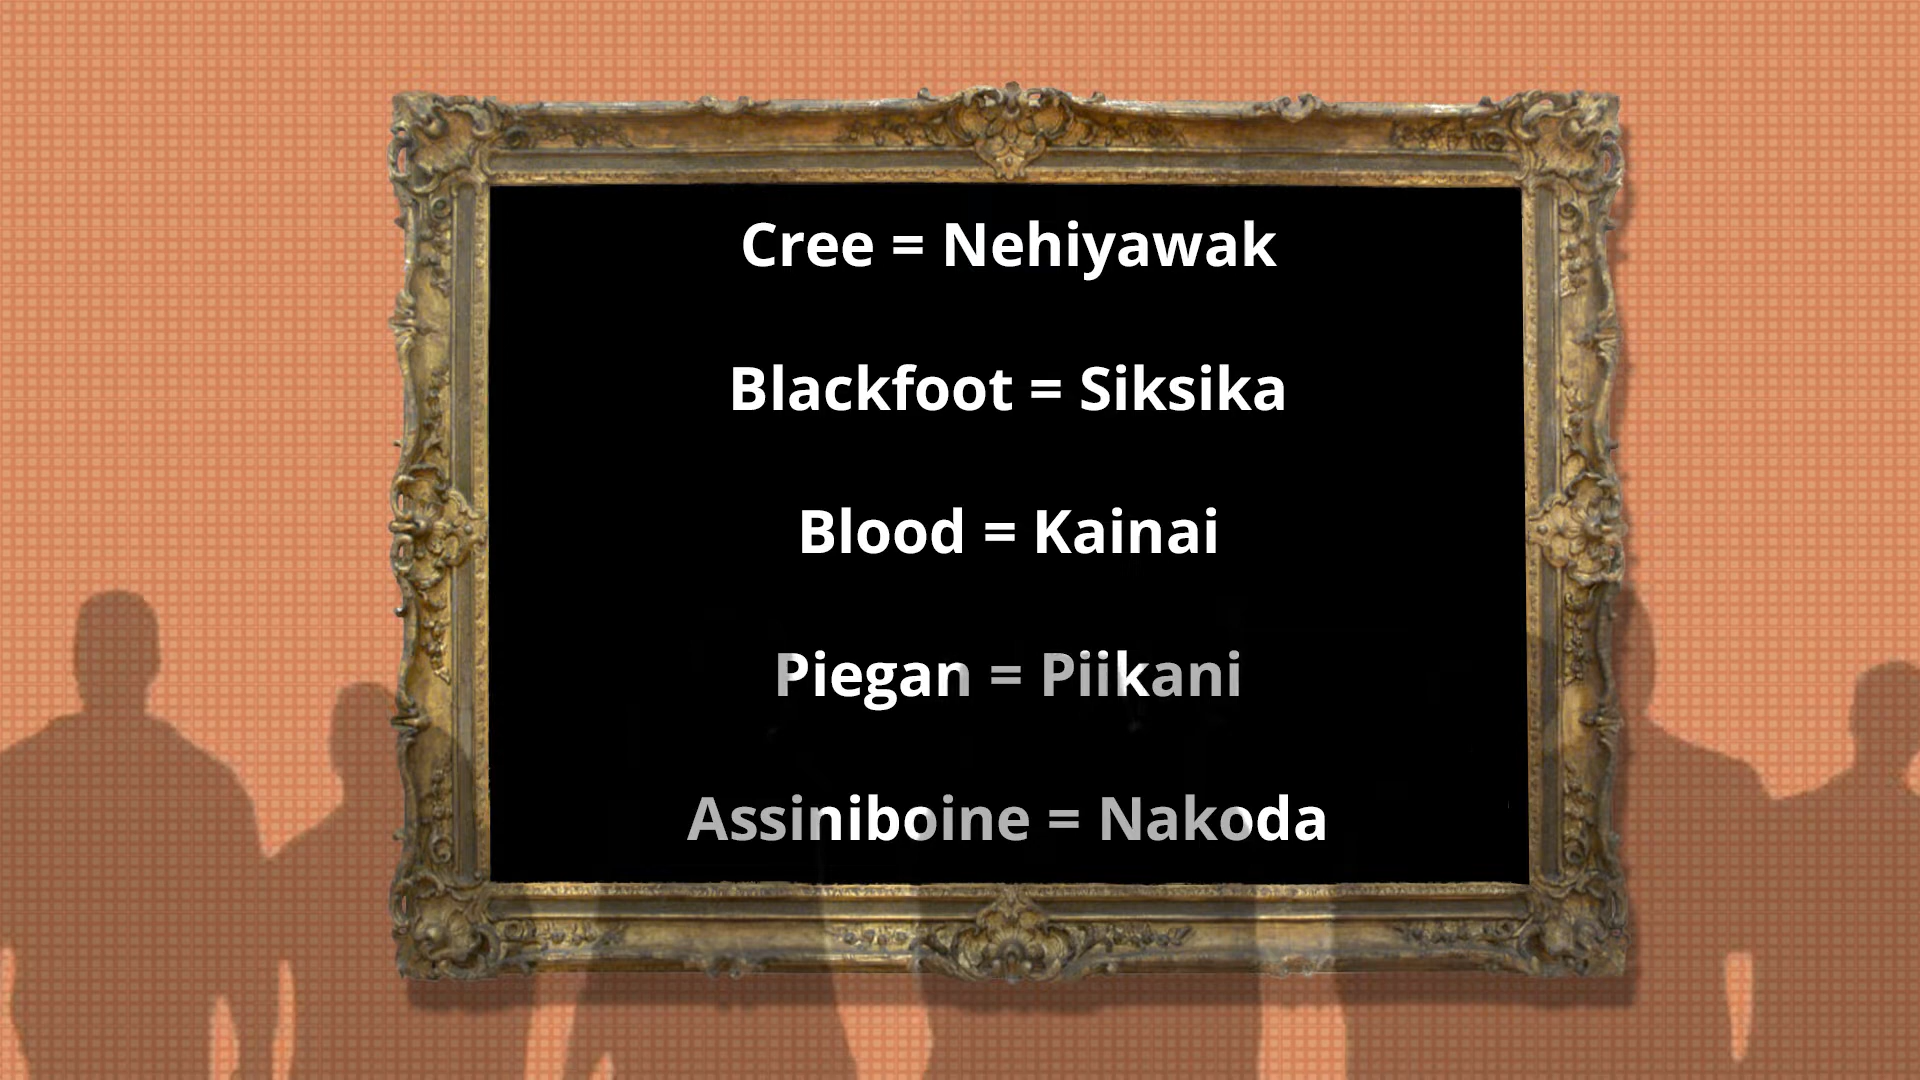 Cree = Nehiyawak
Blackfoot = Siksika
Blood = Kainai
Piegan = Piikani
Assiniboine = Nakoda